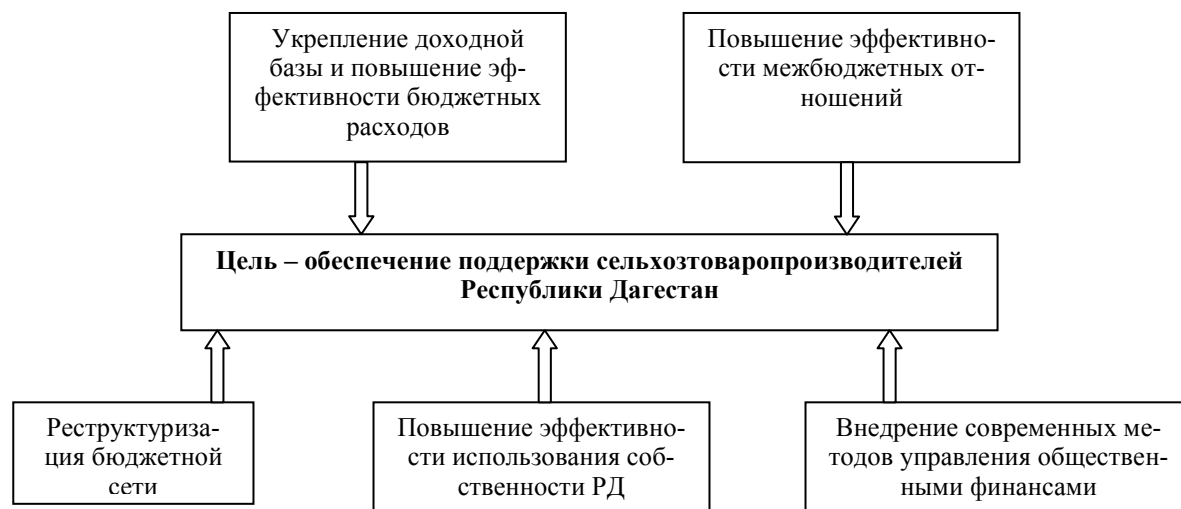 Укрепление доходной
базы и повышение эф-
фективности бюджетных
расходов
Повышение эффективно-
сти межбюджетных от-
ношений
Цель – обеспечение поддержки сельхозтоваропроизводителей
Республики Дагестан
Реструктуриза-
ция бюджетной
сети
Повышение эффективно-
сти использования соб-
ственности РД
Внедрение современных ме-
тодов управления обществен-
ными финансами